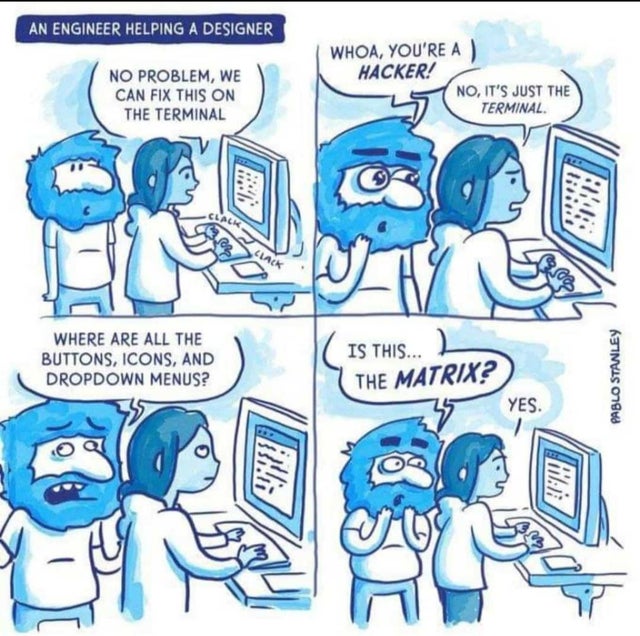 AN ENGINEER HELPING A DESIGNER
NO PROBLEM, WE
CAN FIX THIS ON
THE TERMINAL
CLACK
CLACK
WHOA, YOU'RE A
HACKER!
NO, IT'S JUST THE
TERMINAL.
WHERE ARE ALL THE
BUTTONS, ICONS, AND
DROPDOWN MENUS?
IS THIS...
THE MATRIX?
YES.
PABLO STANLEY